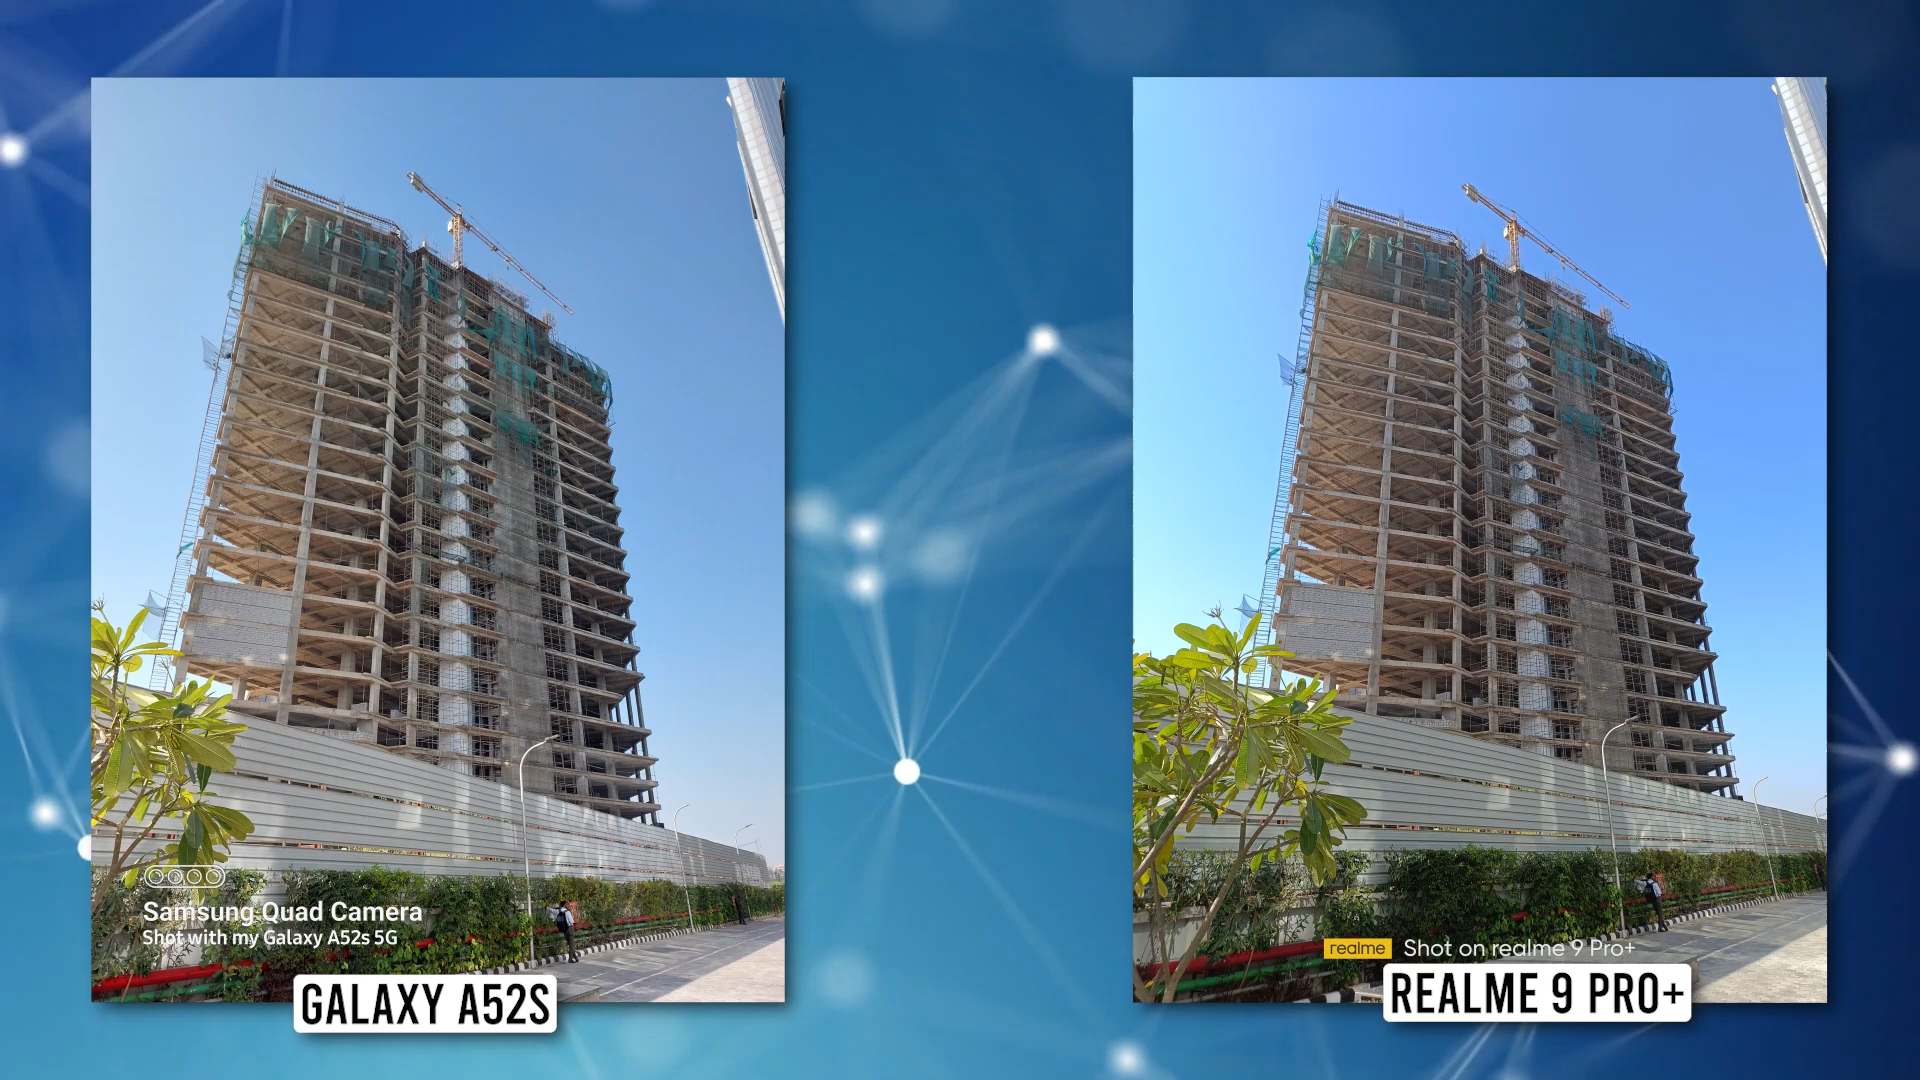 Samsung Quad Camera
Shot with my Galaxy A52s 5G
GALAXY A52S
realme Shot on realme 9 Pro+
REALME 9 PRO+